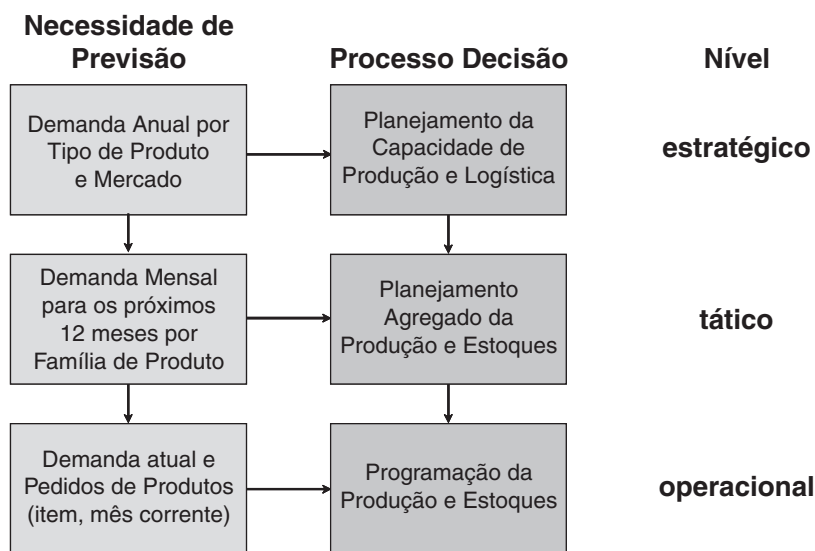 Necessidade de
Previsão
Processo Decisão
Nível
Demanda Anual por
Tipo de Produto
e Mercado
Planejamento da
Capacidade de
Produção e Logística
estratégico
Demanda Mensal
para os próximos
12 meses por
Família de Produto
Planejamento
Agregado da
Produção e Estoques
tático
Demanda atual e
Pedidos de Produtos
(item, mês corrente)
Programação da
Produção e Estoques
operacional